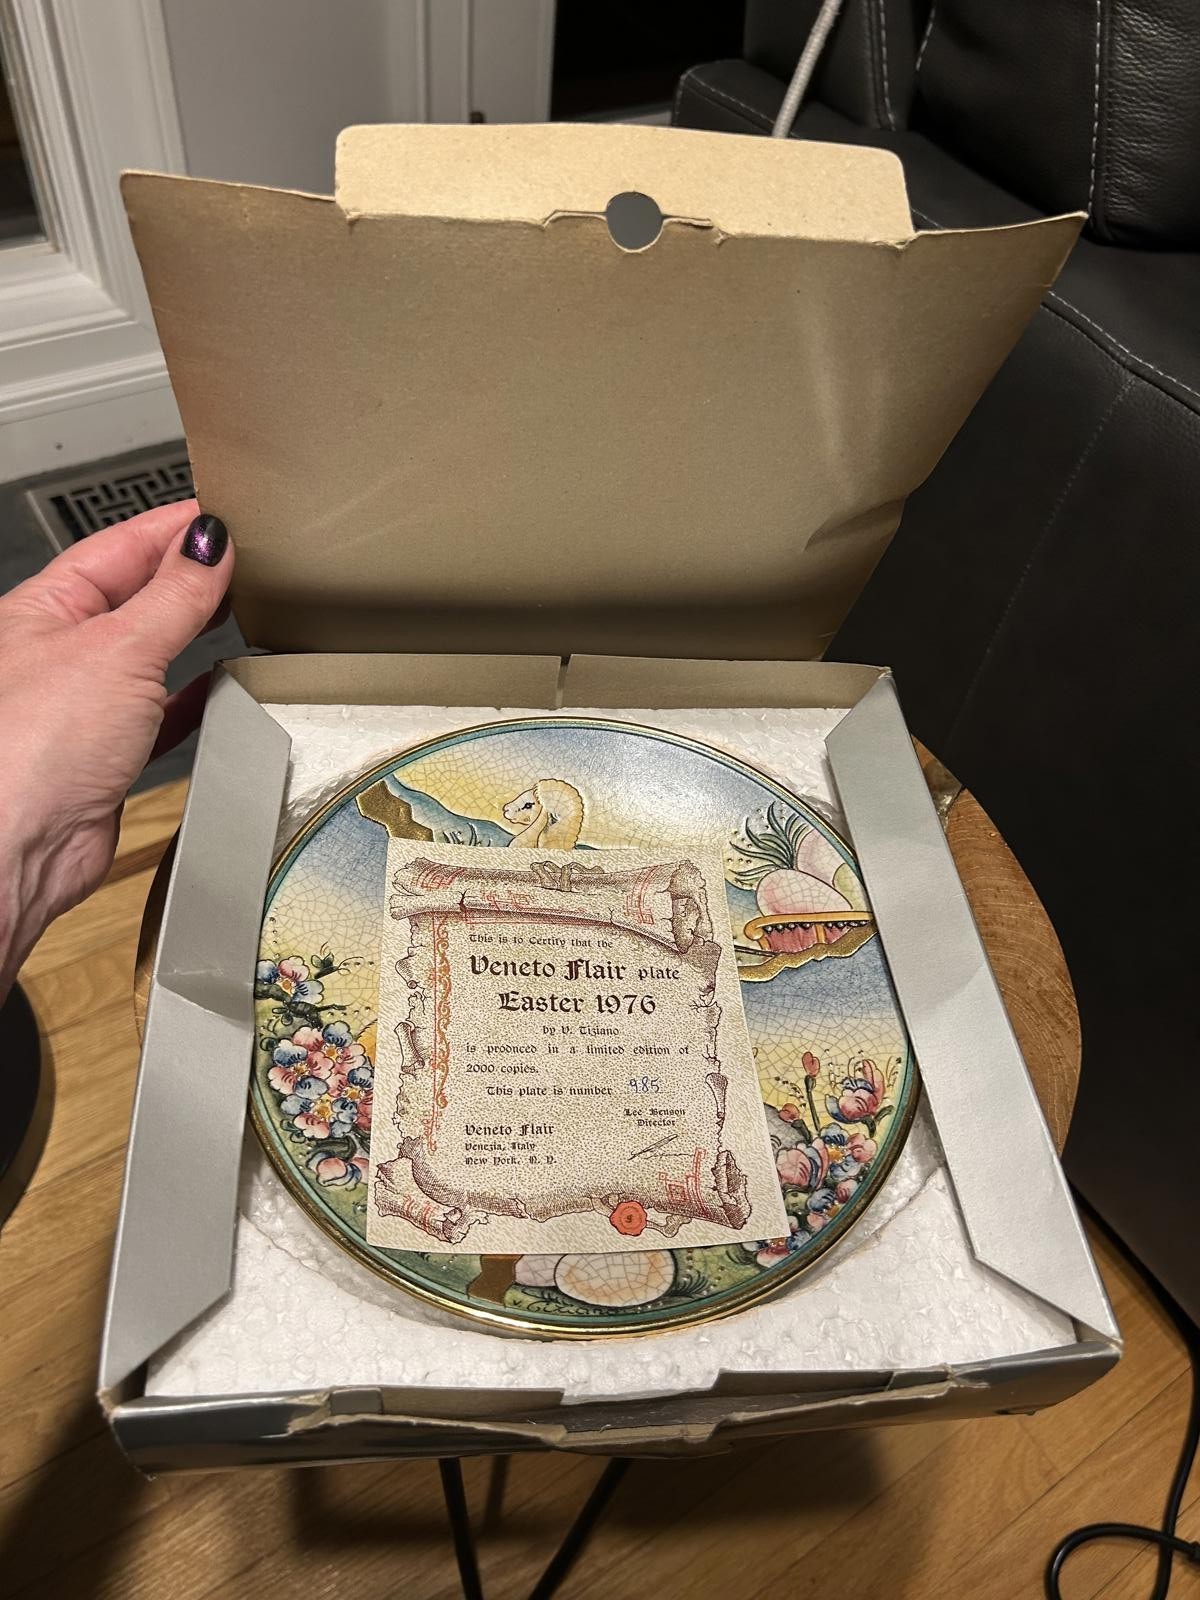 This is to Certify that the
Veneto Flair plate
Easter 1976
by V. Tiziano
is produced in a limited edition of
2000 copies.
This plate is number 985
Lee Benson
Director
Veneto Flair
Venezia, Italy
New York, N. Y.
V. Tiziano